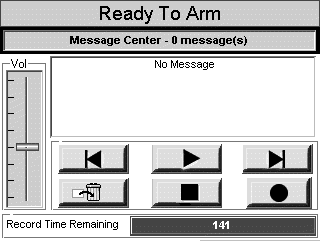 Ready To Arm
Message Center - 0 message(s)
Vol
No Message
Record Time Remaining
141